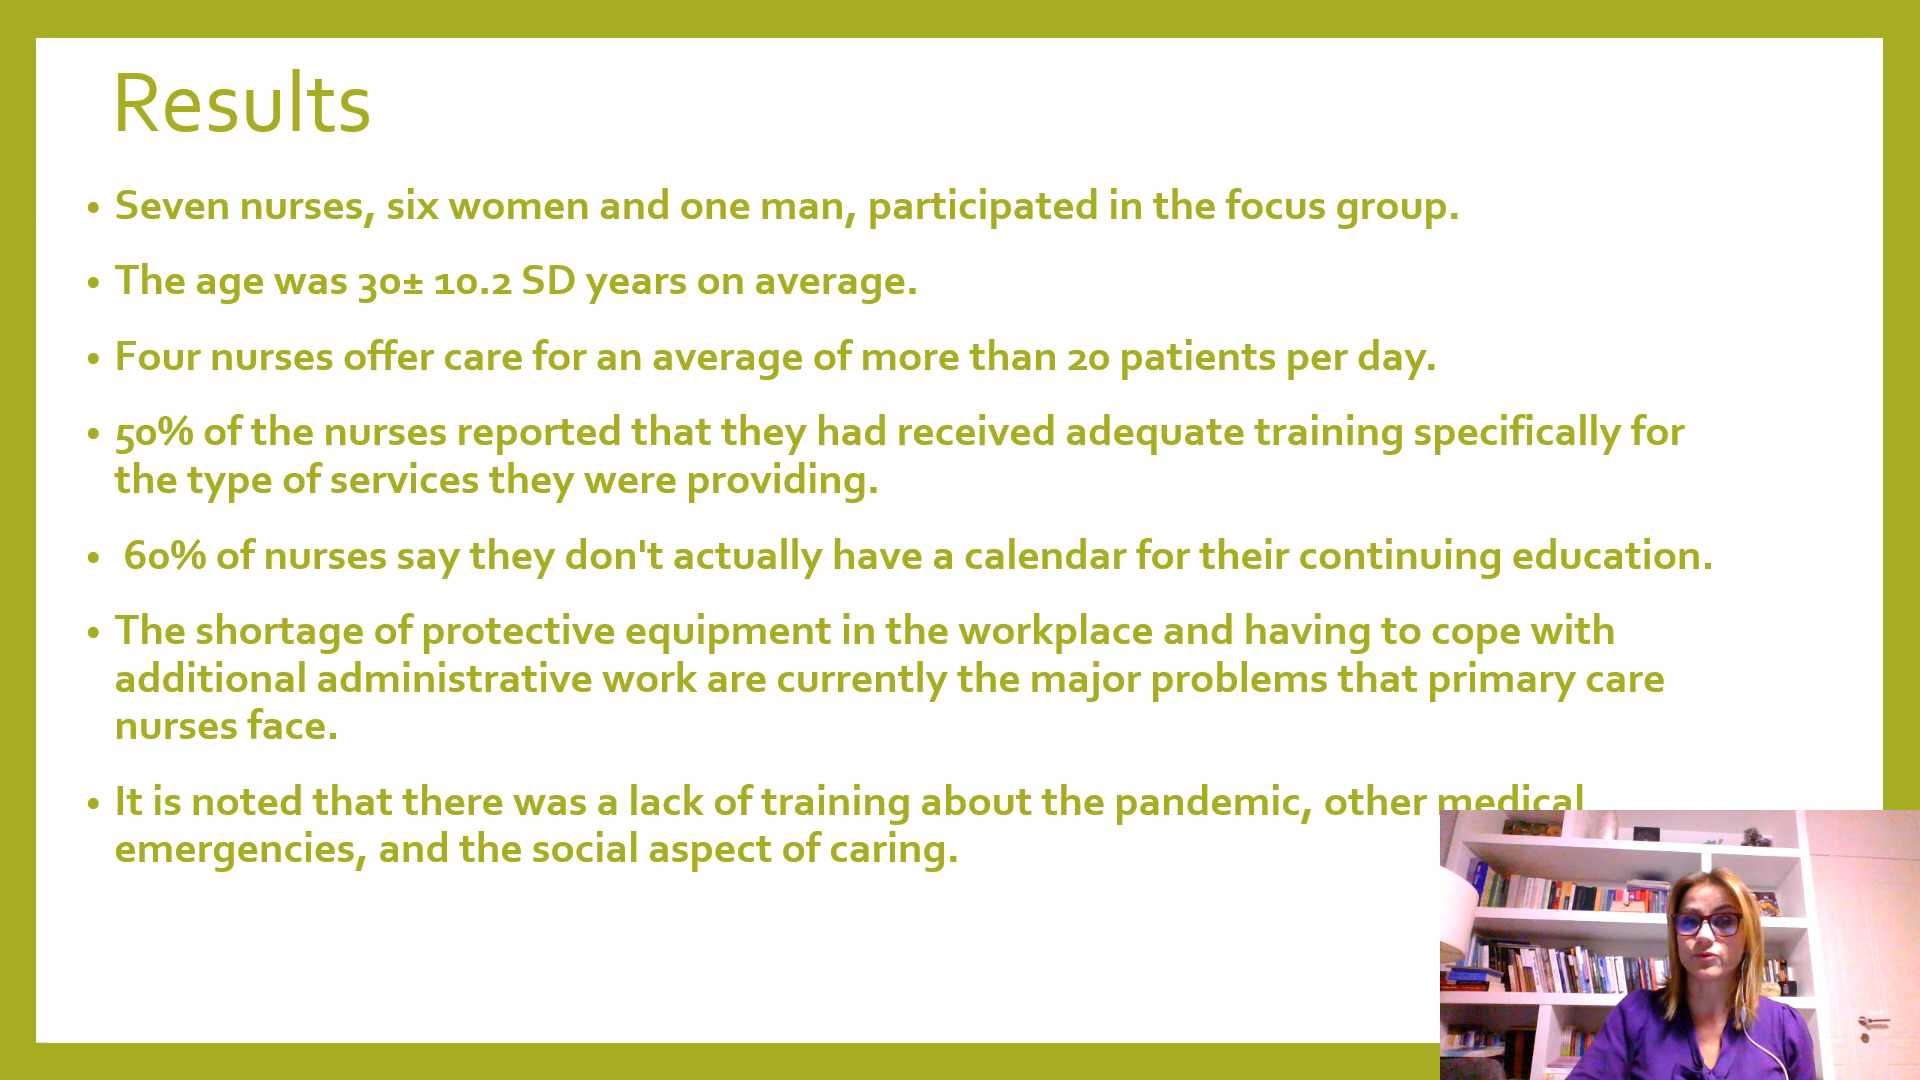 Results
• Seven nurses, six women and one man, participated in the focus group.
• The age was 30± 10.2 SD years on average.
• Four nurses offer care for an average of more than 20 patients per day.
• 50% of the nurses reported that they had received adequate training specifically for
the type of services they were providing.
• 60% of nurses say they don't actually have a calendar for their continuing education.
• The shortage of protective equipment in the workplace and having to cope with
additional administrative work are currently the major problems that primary care
nurses face.
• It is noted that there was a lack of training about the pandemic, other medical
emergencies, and the social aspect of caring.